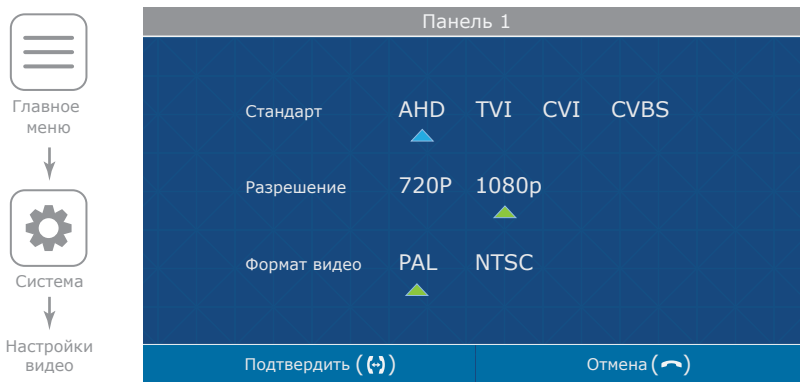 Главное
меню
Система
Настройки
видео
Панель 1
Стандарт AHD TVI CVI CVBS
Разрешение 720P 1080p
Формат видео PAL NTSC
Подтвердить ( ) Отмена ( )